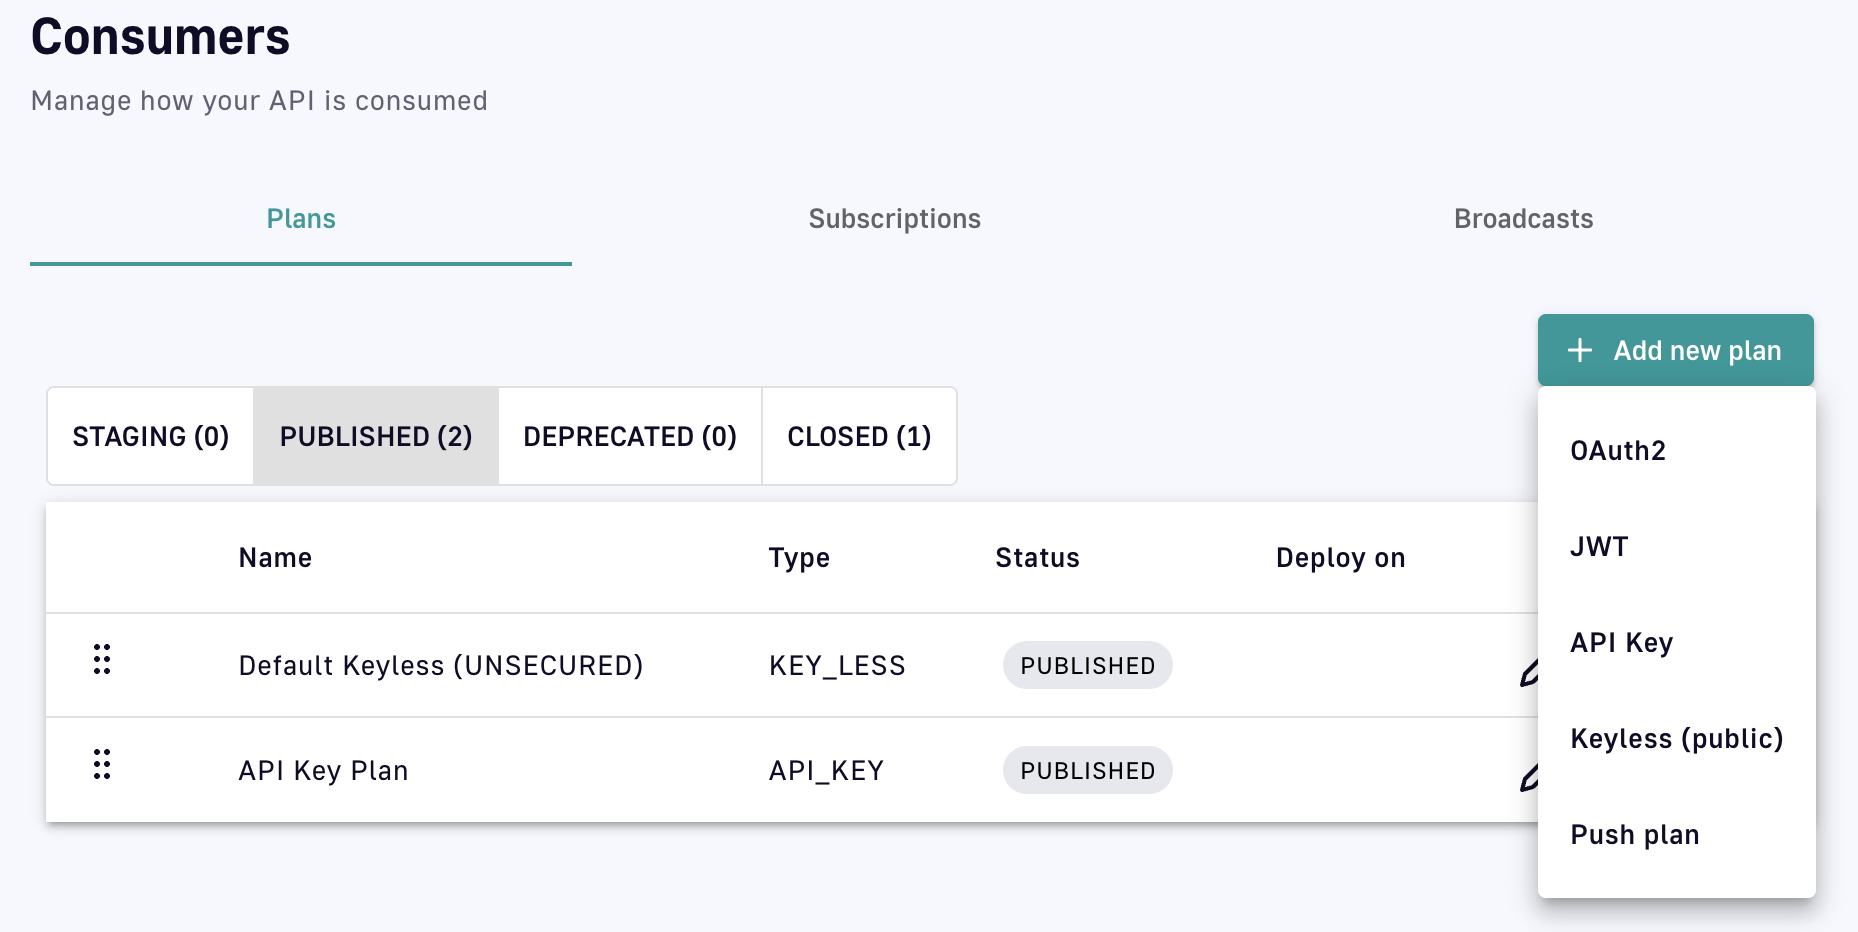 Consumers
Manage how your API is consumed
Plans Subscriptions Broadcasts
Add new plan
STAGING (0) PUBLISHED (2) DEPRECATED (0) CLOSED (1)
OAuth2
JWT
API Key
Keyless (public)
Push plan
Name Type Status Deploy on
Default Keyless (UNSECURED) KEY_LESS PUBLISHED
API Key Plan API_KEY PUBLISHED